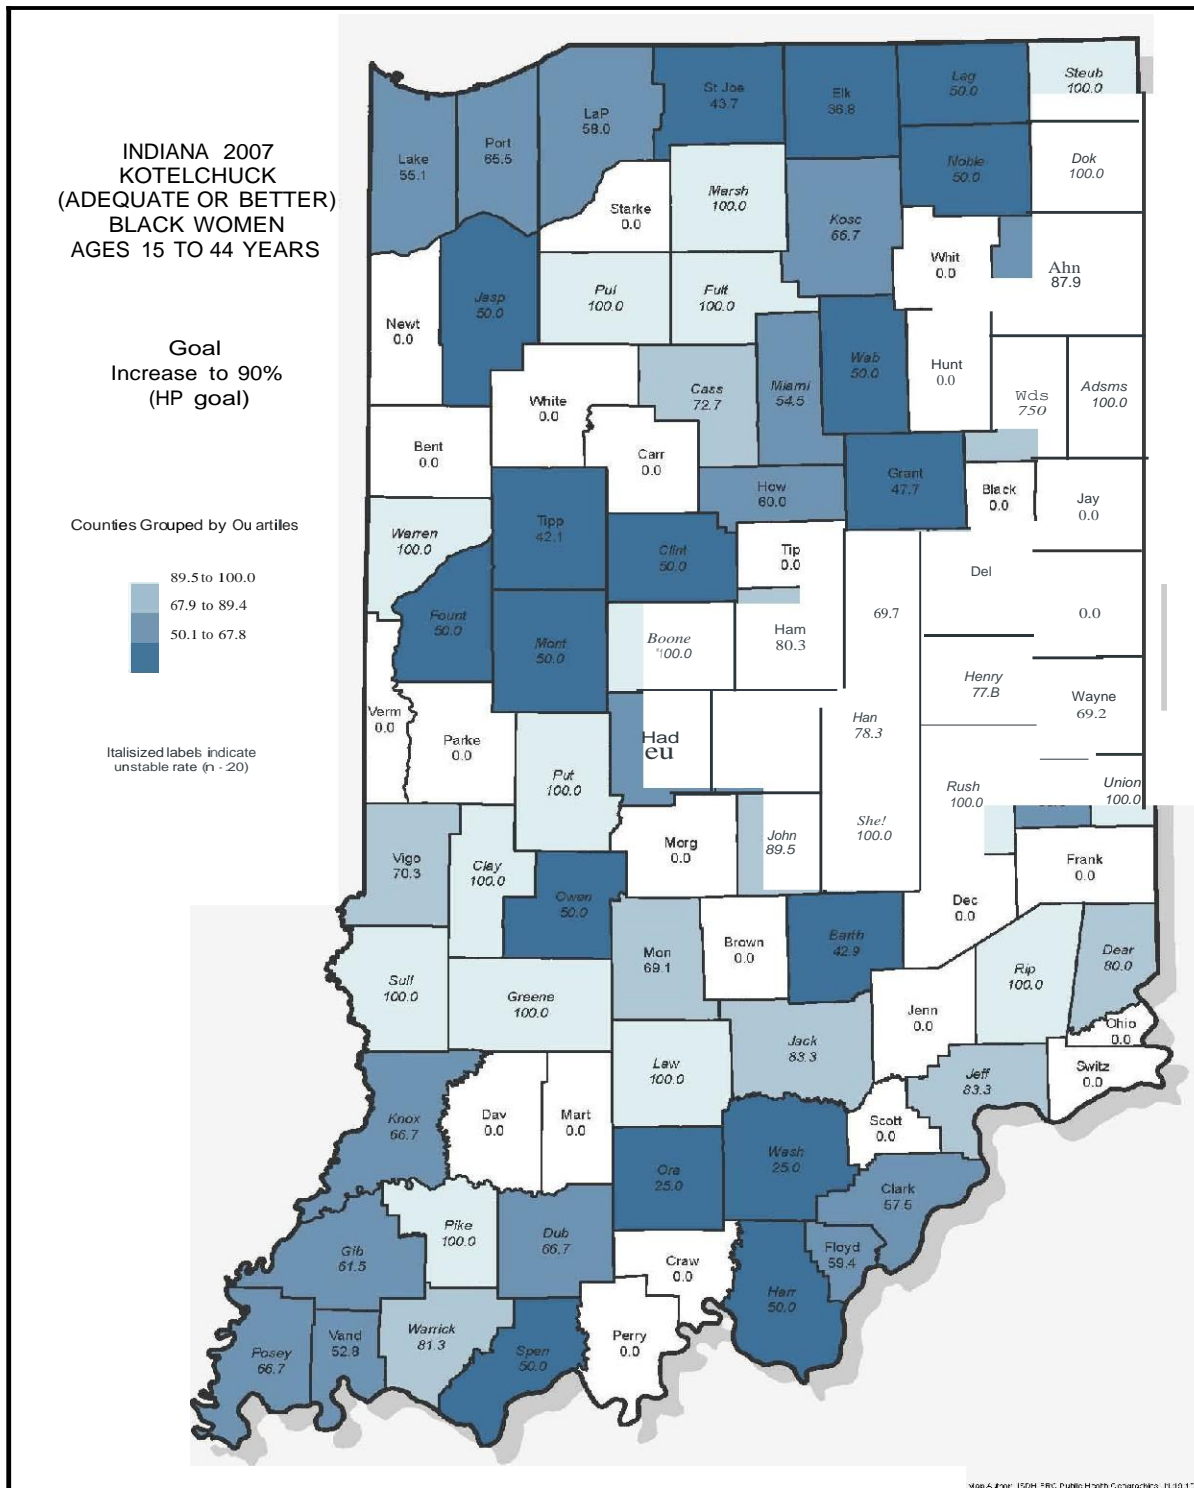 INDIANA 2007
KOTELCHUCK
(ADEQUATE OR BETTER)
BLACK WOMEN
AGES 15 TO 44 YEARS
Goal
Increase to 90%
(HP goal)
Counties Grouped by Ou artiles
89.5 to 100.0
67.9 to 89.4
50.1 to 67.8
Italisized labels indicate
unstable rate (n - :20)
Lake
55.1
Port
65.5
LaP
58.0
St Joe
43.7
Elk
36.8
Lag
50.0
Steub
100.0
Noble
50.0
Dok
100.0
Starke
0.0
Marsh
100.0
Kosc
66.7
Whit
0.0
Ahn
87.9
Newt
0.0
Jasp
50.0
Pul
100.0
Fult
100.0
Wab
50.0
Hunt
0.0
Wds
750
Adsms
100.0
White
0.0
Cass
72.7
Miami
54.5
Bent
0.0
Carr
0.0
How
60.0
Grant
47.7
Black
0.0
Jay
0.0
Warren
100.0
Tipp
42.1
Clint
50.0
Tip
0.0
Del
69.7
0.0
Fount
50.0
Mont
50.0
Boone
100.0
Ham
80.3
Henry
77.B
Wayne
69.2
Verm
0.0
Parke
0.0
Put
100.0
Had
eu
Han
78.3
Rush
100.0
Union
100.0
Vigo
70.3
Clay
100.0
Morg
0.0
John
89.5
She!
100.0
Frank
0.0
Owen
50.0
Mon
69.1
Brown
0.0
Barth
42.9
Dec
0.0
Rip
100.0
Dear
80.0
Sull
100.0
Greene
100.0
Jenn
0.0
Ohio
0.0
Law
100.0
Jack
83.3
Jeff
83.3
Switz
0.0
Knox
66.7
Dav
0.0
Mart
0.0
Scott
0.0
Ora
25.0
Wash
25.0
Clark
57.5
Gib
61.5
Pike
100.0
Dub
66.7
Craw
0.0
Floyd
59.4
Harr
50.0
Posey
66.7
Vand
52.8
Warrick
81.3
Spen
50.0
Perry
0.0